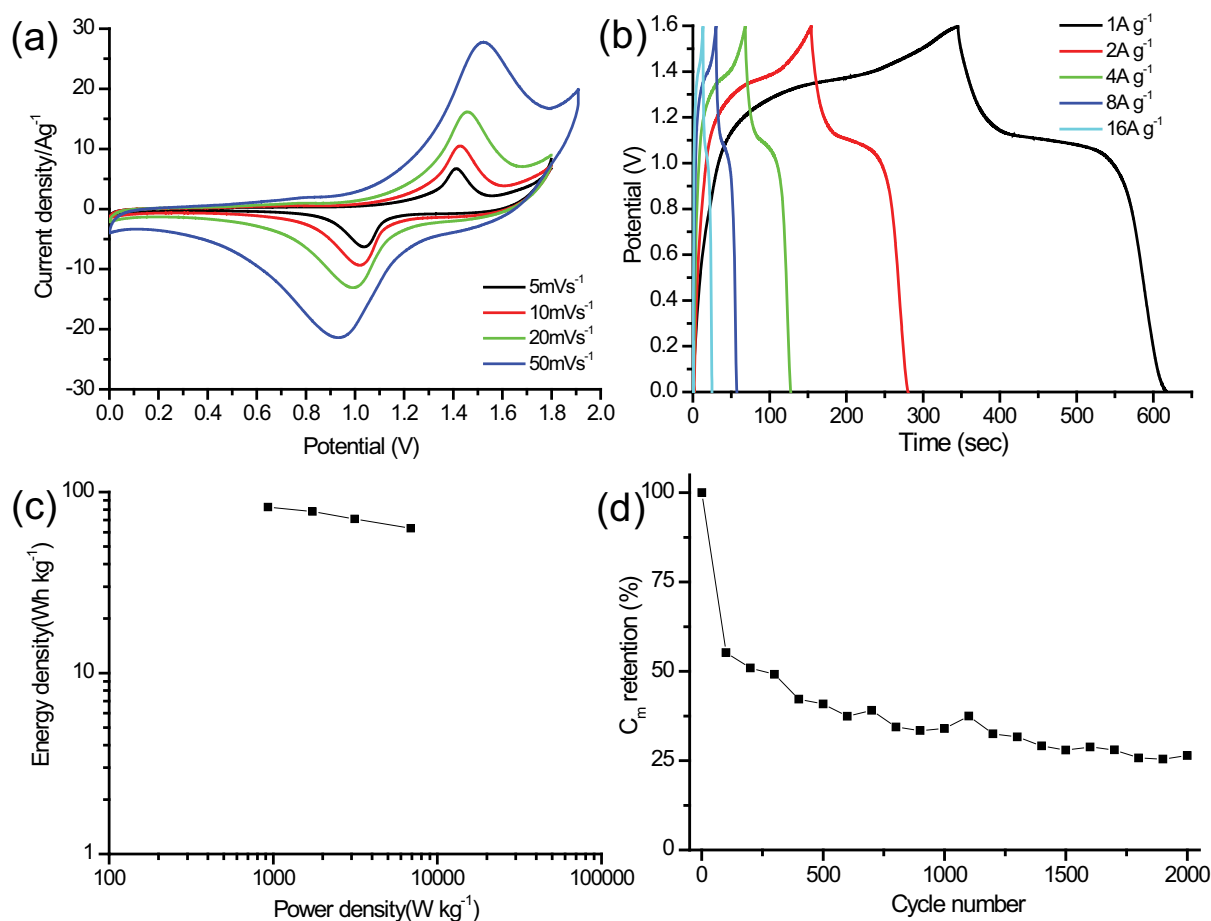 (a)
Current density/Ag⁻¹
30
20
10
0
-10
-20
-30
0.0 0.2 0.4 0.6 0.8 1.0 1.2 1.4 1.6 1.8 2.0
Potential (V)
5mVs⁻¹
10mVs⁻¹
20mVs⁻¹
50mVs⁻¹
(b)
Potential (V)
1.6
1.4
1.2
1.0
0.8
0.6
0.4
0.2
0.0
0 100 200 300 400 500 600
Time (sec)
1A g⁻¹
2A g⁻¹
4A g⁻¹
8A g⁻¹
16A g⁻¹
(c)
Energy density(Wh kg⁻¹)
100
10
1
100 1000 10000 100000
Power density(W kg⁻¹)
(d)
Cₘ retention (%)
100
75
50
25
0
0 500 1000 1500 2000
Cycle number